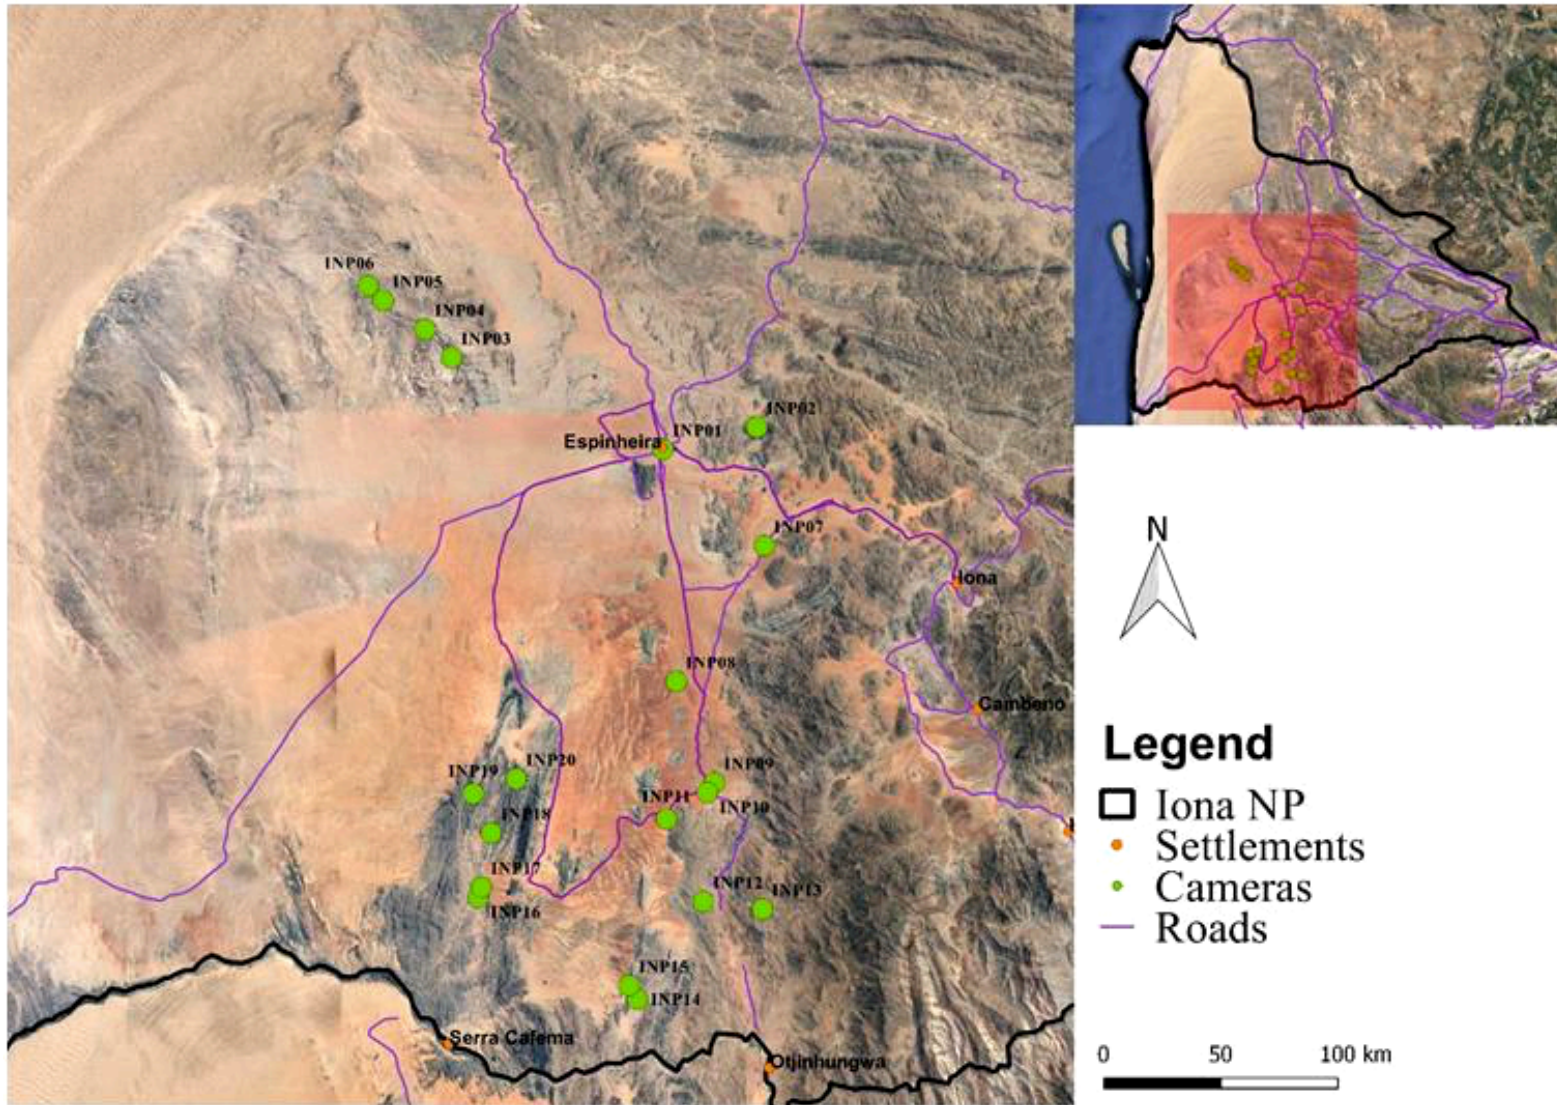 INP06
INP05
INP04
INP03
INP02
INP01
Espinheira
INP07
Iona
INP08
Cambeno
INP09
INP20
INP19
INP10
INP11
INP18
INP17
INP12
INP13
INP16
INP15
INP14
Serra Cafema
Otjinhungwa
N
Legend
Iona NP
Settlements
Cameras
Roads
0 50 100 km